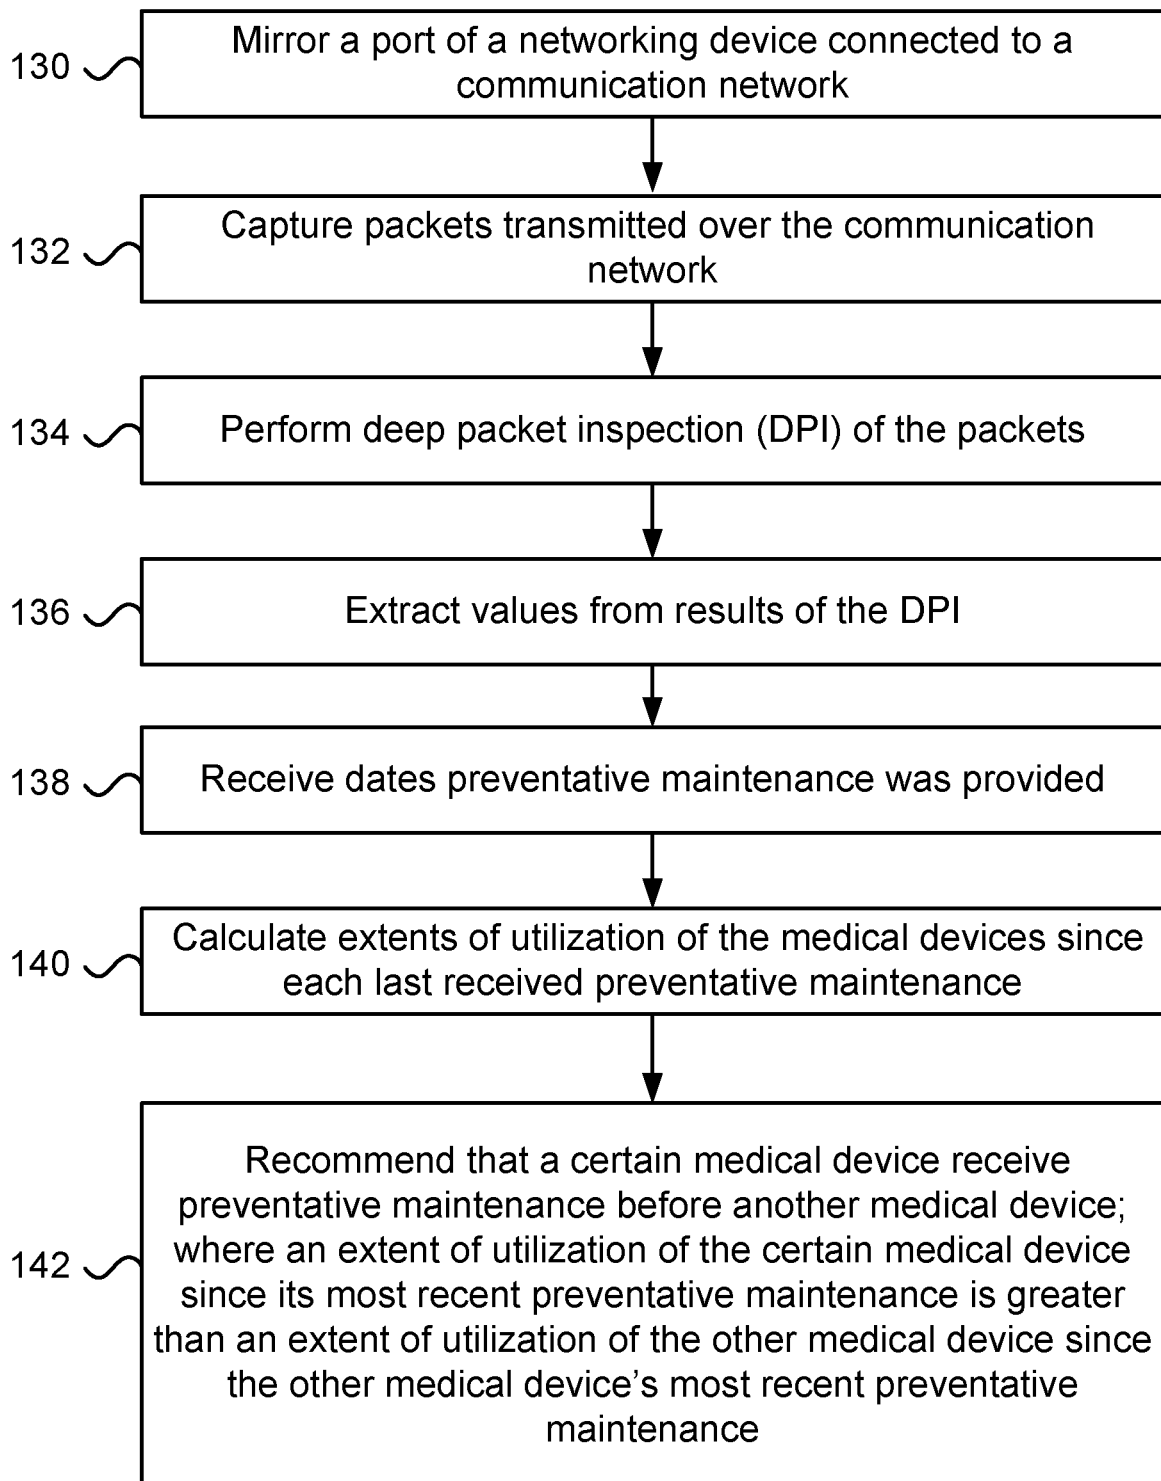 130
Mirror a port of a networking device connected to a
communication network
132
Capture packets transmitted over the communication
network
134
Perform deep packet inspection (DPI) of the packets
136
Extract values from results of the DPI
138
Receive dates preventative maintenance was provided
140
Calculate extents of utilization of the medical devices since
each last received preventative maintenance
142
Recommend that a certain medical device receive
preventative maintenance before another medical device;
where an extent of utilization of the certain medical device
since its most recent preventative maintenance is greater
than an extent of utilization of the other medical device since
the other medical device’s most recent preventative
maintenance